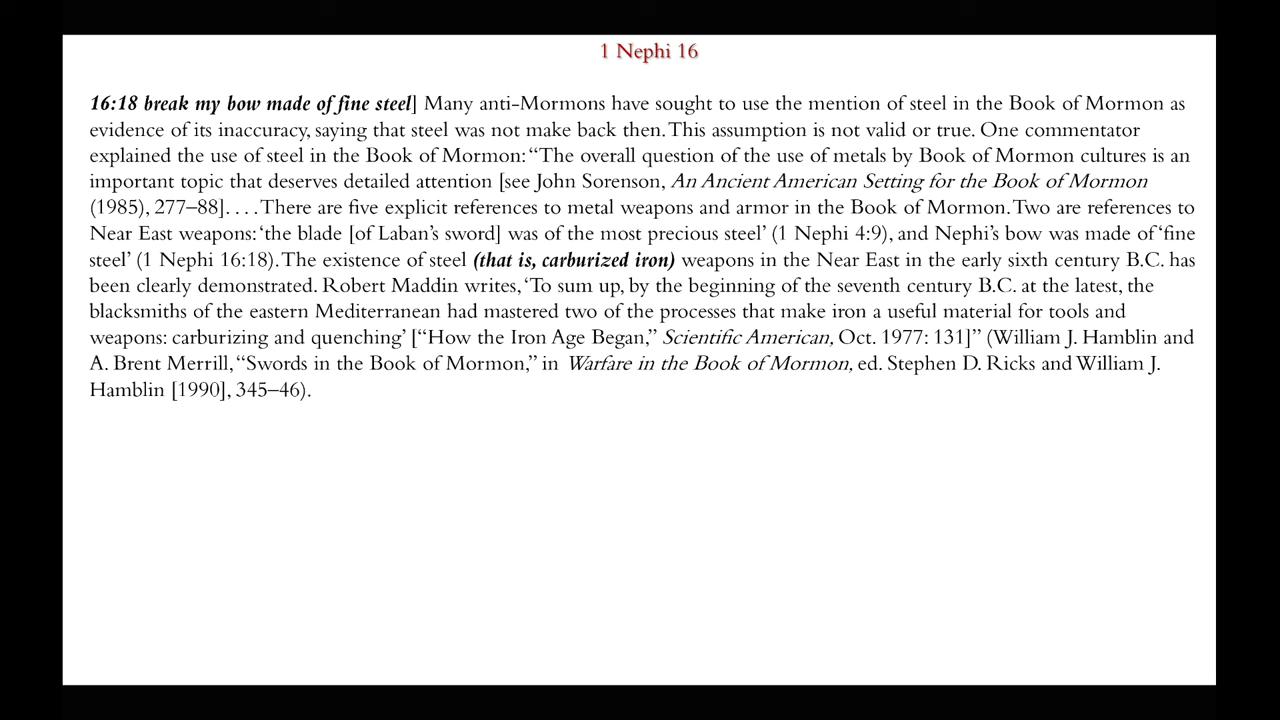 1 Nephi 16
16:18 break my bow made of fine steel] Many anti-Mormons have sought to use the mention of steel in the Book of Mormon as
evidence of its inaccuracy, saying that steel was not make back then. This assumption is not valid or true. One commentator
explained the use of steel in the Book of Mormon: “The overall question of the use of metals by Book of Mormon cultures is an
important topic that deserves detailed attention [see John Sorenson, An Ancient American Setting for the Book of Mormon
(1985), 277–88]. . . . There are five explicit references to metal weapons and armor in the Book of Mormon. Two are references to
Near East weapons: ‘the blade [of Laban’s sword] was of the most precious steel’ (1 Nephi 4:9), and Nephi’s bow was made of ‘fine
steel’ (1 Nephi 16:18). The existence of steel (that is, carburized iron) weapons in the Near East in the early sixth century B.C. has
been clearly demonstrated. Robert Maddin writes, ‘To sum up, by the beginning of the seventh century B.C. at the latest, the
blacksmiths of the eastern Mediterranean had mastered two of the processes that make iron a useful material for tools and
weapons: carburizing and quenching’ [“How the Iron Age Began,” Scientific American, Oct. 1977: 131]” (William J. Hamblin and
A. Brent Merrill, “Swords in the Book of Mormon,” in Warfare in the Book of Mormon, ed. Stephen D. Ricks and William J.
Hamblin [1990], 345–46).